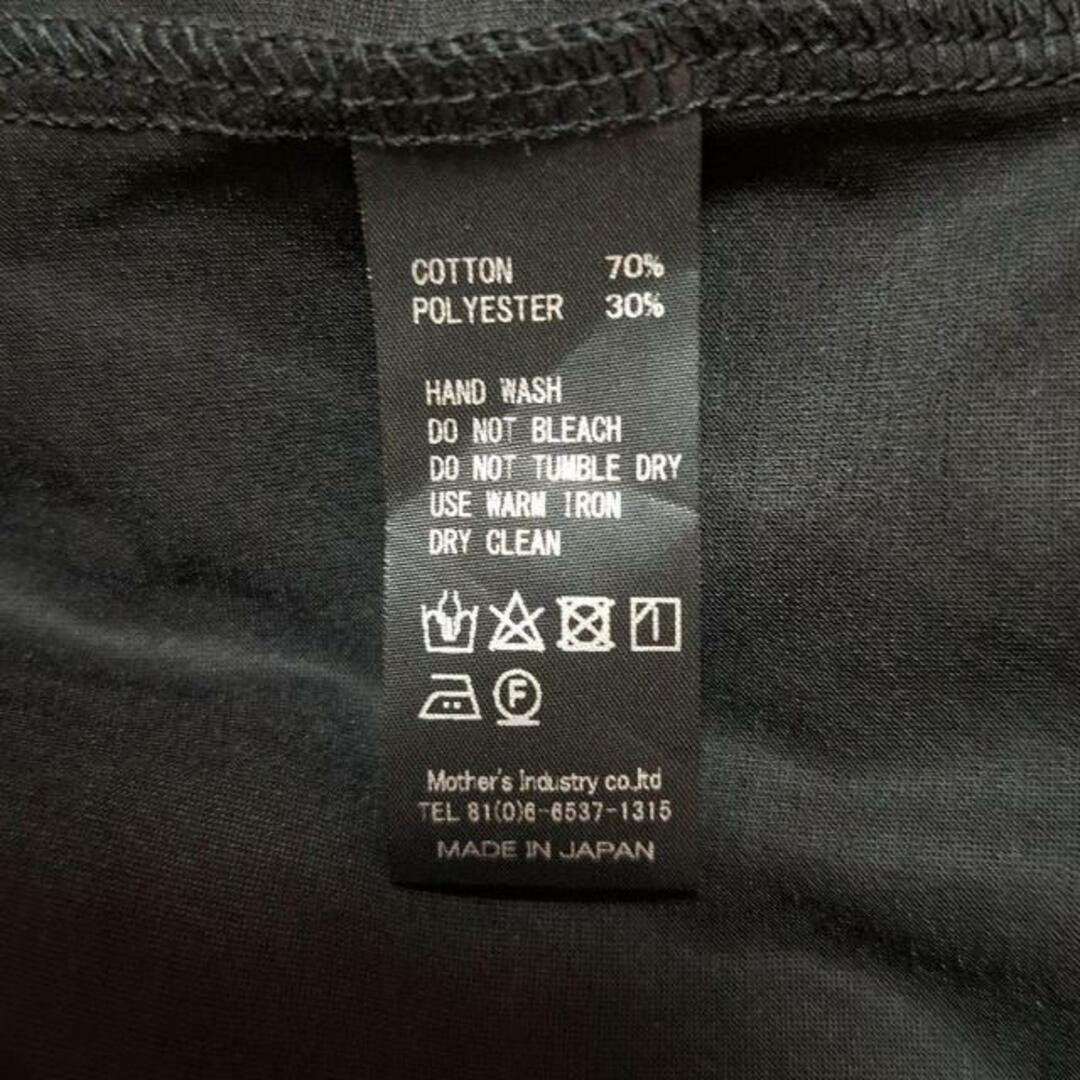 COTTON 70%
POLYESTER 30%
HAND WASH
DO NOT BLEACH
DO NOT TUMBLE DRY
USE WARM IRON
DRY CLEAN
F
Mother's Industry co.,ltd
TEL 81(0)6-6537-1315
MADE IN JAPAN